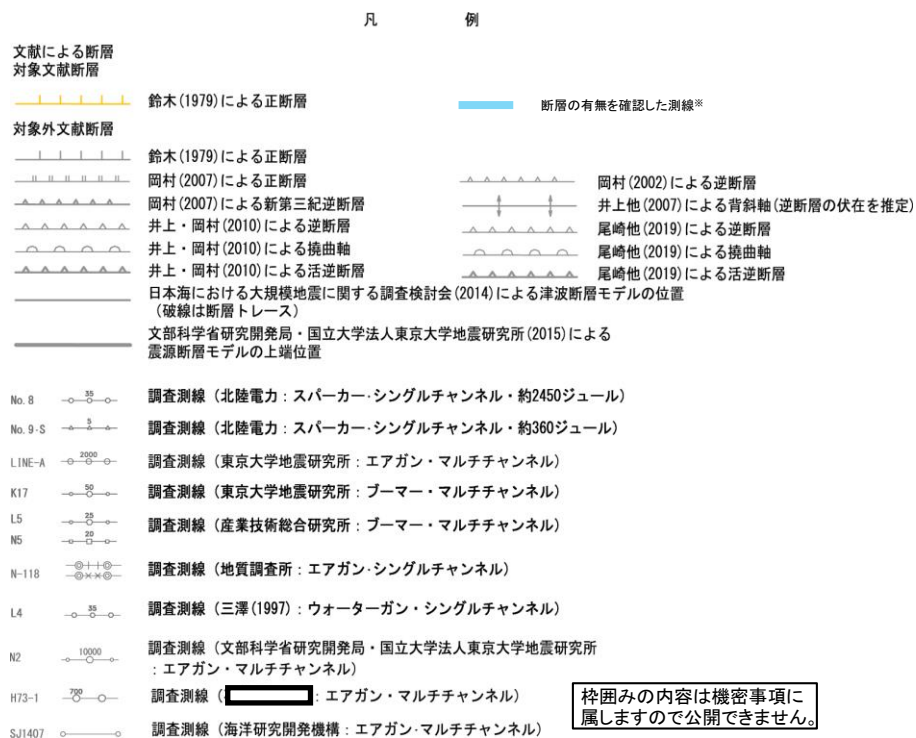 凡 例
文献による断層
対象文献断層
鈴木(1979)による正断層
断層の有無を確認した測線※
対象外文献断層
鈴木(1979)による正断層
岡村(2007)による正断層
岡村(2007)による新第三紀逆断層
井上・岡村(2010)による逆断層
井上・岡村(2010)による撓曲軸
井上・岡村(2010)による活逆断層
岡村(2002)による逆断層
井上他(2007)による背斜軸(逆断層の伏在を推定)
尾崎他(2019)による逆断層
尾崎他(2019)による撓曲軸
尾崎他(2019)による活逆断層
日本海における大規模地震に関する調査検討会(2014)による津波断層モデルの位置
(破線は断層トレース)
文部科学省研究開発局・国立大学法人東京大学地震研究所(2015)による
震源断層モデルの上端位置
No.8 35 調査測線(北陸電力:スパーカー・シングルチャンネル・約2450ジュール)
No.9-S 5 調査測線(北陸電力:スパーカー・シングルチャンネル・約360ジュール)
LINE-A 2000 調査測線(東京大学地震研究所:エアガン・マルチチャンネル)
K17 50 調査測線(東京大学地震研究所:ブーマー・マルチチャンネル)
L5 25 調査測線(産業技術総合研究所:ブーマー・マルチチャンネル)
N5 20
N-118 調査測線(地質調査所:エアガン・シングルチャンネル)
L4 35 調査測線(三澤(1997):ウォーターガン・シングルチャンネル)
N2 10000 調査測線(文部科学省研究開発局・国立大学法人東京大学地震研究所
:エアガン・マルチチャンネル)
H73-1 700 調査測線( :エアガン・マルチチャンネル)
SJ1407 調査測線(海洋研究開発機構:エアガン・マルチチャンネル)
枠囲みの内容は機密事項に
属しますので公開できません。